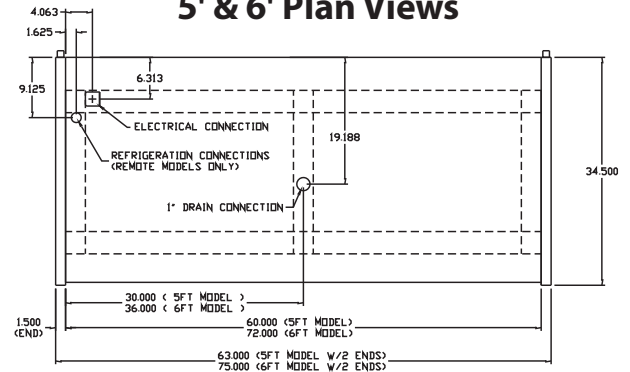 5' & 6' Plan Views
4.063
1.625
9.125
6.313
ELECTRICAL CONNECTION
19.188
REFRIGERATION CONNECTIONS
(REMOTE MODELS ONLY)
34.500
1" DRAIN CONNECTION
30.000 ( 5FT MODEL )
36.000 ( 6FT MODEL )
1.500
(END)
60.000 (5FT MODEL)
72.000 (6FT MODEL)
63.000 (5FT MODEL W/2 ENDS)
75.000 (6FT MODEL W/2 ENDS)